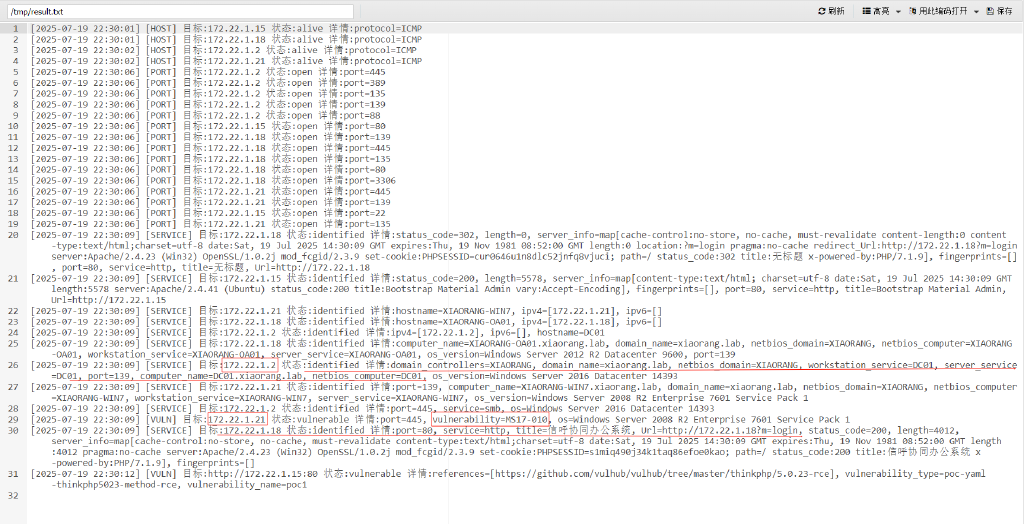 /tmp/result.txt
刷新 高亮 用此编码打开 保存
1 [2025-07-19 22:30:01] [HOST] 目标:172.22.1.15 状态:alive 详情:protocol=ICMP
2 [2025-07-19 22:30:01] [HOST] 目标:172.22.1.18 状态:alive 详情:protocol=ICMP
3 [2025-07-19 22:30:02] [HOST] 目标:172.22.1.2 状态:alive 详情:protocol=ICMP
4 [2025-07-19 22:30:02] [HOST] 目标:172.22.1.21 状态:alive 详情:protocol=ICMP
5 [2025-07-19 22:30:06] [PORT] 目标:172.22.1.2 状态:open 详情:port=445
6 [2025-07-19 22:30:06] [PORT] 目标:172.22.1.2 状态:open 详情:port=389
7 [2025-07-19 22:30:06] [PORT] 目标:172.22.1.2 状态:open 详情:port=135
8 [2025-07-19 22:30:06] [PORT] 目标:172.22.1.2 状态:open 详情:port=139
9 [2025-07-19 22:30:06] [PORT] 目标:172.22.1.2 状态:open 详情:port=88
10 [2025-07-19 22:30:06] [PORT] 目标:172.22.1.15 状态:open 详情:port=80
11 [2025-07-19 22:30:06] [PORT] 目标:172.22.1.18 状态:open 详情:port=139
12 [2025-07-19 22:30:06] [PORT] 目标:172.22.1.18 状态:open 详情:port=445
13 [2025-07-19 22:30:06] [PORT] 目标:172.22.1.18 状态:open 详情:port=135
14 [2025-07-19 22:30:06] [PORT] 目标:172.22.1.18 状态:open 详情:port=80
15 [2025-07-19 22:30:06] [PORT] 目标:172.22.1.18 状态:open 详情:port=3306
16 [2025-07-19 22:30:06] [PORT] 目标:172.22.1.21 状态:open 详情:port=445
17 [2025-07-19 22:30:06] [PORT] 目标:172.22.1.21 状态:open 详情:port=139
18 [2025-07-19 22:30:06] [PORT] 目标:172.22.1.15 状态:open 详情:port=22
19 [2025-07-19 22:30:06] [PORT] 目标:172.22.1.21 状态:open 详情:port=135
20 [2025-07-19 22:30:09] [SERVICE] 目标:172.22.1.18 状态:identified 详情:status_code=302, length=0, server_info=map[cache-control:no-store, no-cache, must-revalidate content-length:0 content
-type:text/html;charset=utf-8 date:Sat, 19 Jul 2025 14:30:09 GMT expires:Thu, 19 Nov 1981 08:52:00 GMT length:0 location:?m=login pragma:no-cache redirect_Url:http://172.22.1.18?m=login
server:Apache/2.4.23 (Win32) OpenSSL/1.0.2j mod_fcgid/2.3.9 set-cookie:PHPSESSID=cur0646u1n8dlc52jnfq8vjuci; path=/ status_code:302 title:无标题 x-powered-by:PHP/7.1.9], fingerprints=[]
, port=80, service=http, title=无标题, Url=http://172.22.1.18
21 [2025-07-19 22:30:09] [SERVICE] 目标:172.22.1.15 状态:identified 详情:status_code=200, length=5578, server_info=map[content-type:text/html; charset=utf-8 date:Sat, 19 Jul 2025 14:30:09 GMT
length:5578 server:Apache/2.4.41 (Ubuntu) status_code:200 title:Bootstrap Material Admin vary:Accept-Encoding], fingerprints=[], port=80, service=http, title=Bootstrap Material Admin,
Url=http://172.22.1.15
22 [2025-07-19 22:30:09] [SERVICE] 目标:172.22.1.21 状态:identified 详情:hostname=XIAORANG-WIN7, ipv4=[172.22.1.21], ipv6=[]
23 [2025-07-19 22:30:09] [SERVICE] 目标:172.22.1.18 状态:identified 详情:hostname=XIAORANG-OA01, ipv4=[172.22.1.18], ipv6=[]
24 [2025-07-19 22:30:09] [SERVICE] 目标:172.22.1.2 状态:identified 详情:ipv4=[172.22.1.2], ipv6=[], hostname=DC01
25 [2025-07-19 22:30:09] [SERVICE] 目标:172.22.1.18 状态:identified 详情:computer_name=XIAORANG-OA01.xiaorang.lab, domain_name=xiaorang.lab, netbios_domain=XIAORANG, netbios_computer=XIAORANG
-OA01, workstation_service=XIAORANG-OA01, server_service=XIAORANG-OA01, os_version=Windows Server 2012 R2 Datacenter 9600, port=139
26 [2025-07-19 22:30:09] [SERVICE] 目标:172.22.1.2 状态:identified 详情:domain_controllers=XIAORANG, domain_name=xiaorang.lab, netbios_domain=XIAORANG, workstation_service=DC01, server_service
=DC01, port=139, computer_name=DC01.xiaorang.lab, netbios_computer=DC01, os_version=Windows Server 2016 Datacenter 14393
27 [2025-07-19 22:30:09] [SERVICE] 目标:172.22.1.21 状态:identified 详情:port=139, computer_name=XIAORANG-WIN7.xiaorang.lab, domain_name=xiaorang.lab, netbios_domain=XIAORANG, netbios_computer
=XIAORANG-WIN7, workstation_service=XIAORANG-WIN7, server_service=XIAORANG-WIN7, os_version=Windows Server 2008 R2 Enterprise 7601 Service Pack 1
28 [2025-07-19 22:30:09] [SERVICE] 目标:172.22.1.2 状态:identified 详情:port=445, service=smb, os=Windows Server 2016 Datacenter 14393
29 [2025-07-19 22:30:09] [VULN] 目标:172.22.1.21 状态:vulnerable 详情:port=445, vulnerability=MS17-010, os=Windows Server 2008 R2 Enterprise 7601 Service Pack 1
30 [2025-07-19 22:30:09] [SERVICE] 目标:172.22.1.18 状态:identified 详情:port=80, service=http, title=信呼协同办公系统, Url=http://172.22.1.18?m=login, status_code=200, length=4012,
server_info=map[cache-control:no-store, no-cache, must-revalidate content-type:text/html;charset=utf-8 date:Sat, 19 Jul 2025 14:30:09 GMT expires:Thu, 19 Nov 1981 08:52:00 GMT length
:4012 pragma:no-cache server:Apache/2.4.23 (Win32) OpenSSL/1.0.2j mod_fcgid/2.3.9 set-cookie:PHPSESSID=s1miq490j34k1taq86efoe0kao; path=/ status_code:200 title:信呼协同办公系统 x
-powered-by:PHP/7.1.9], fingerprints=[]
31 [2025-07-19 22:30:12] [VULN] 目标:http://172.22.1.15:80 状态:vulnerable 详情:references=[https://github.com/vulhub/vulhub/tree/master/thinkphp/5.0.23-rce], vulnerability_type=poc-yaml
-thinkphp5023-method-rce, vulnerability_name=poc1
32